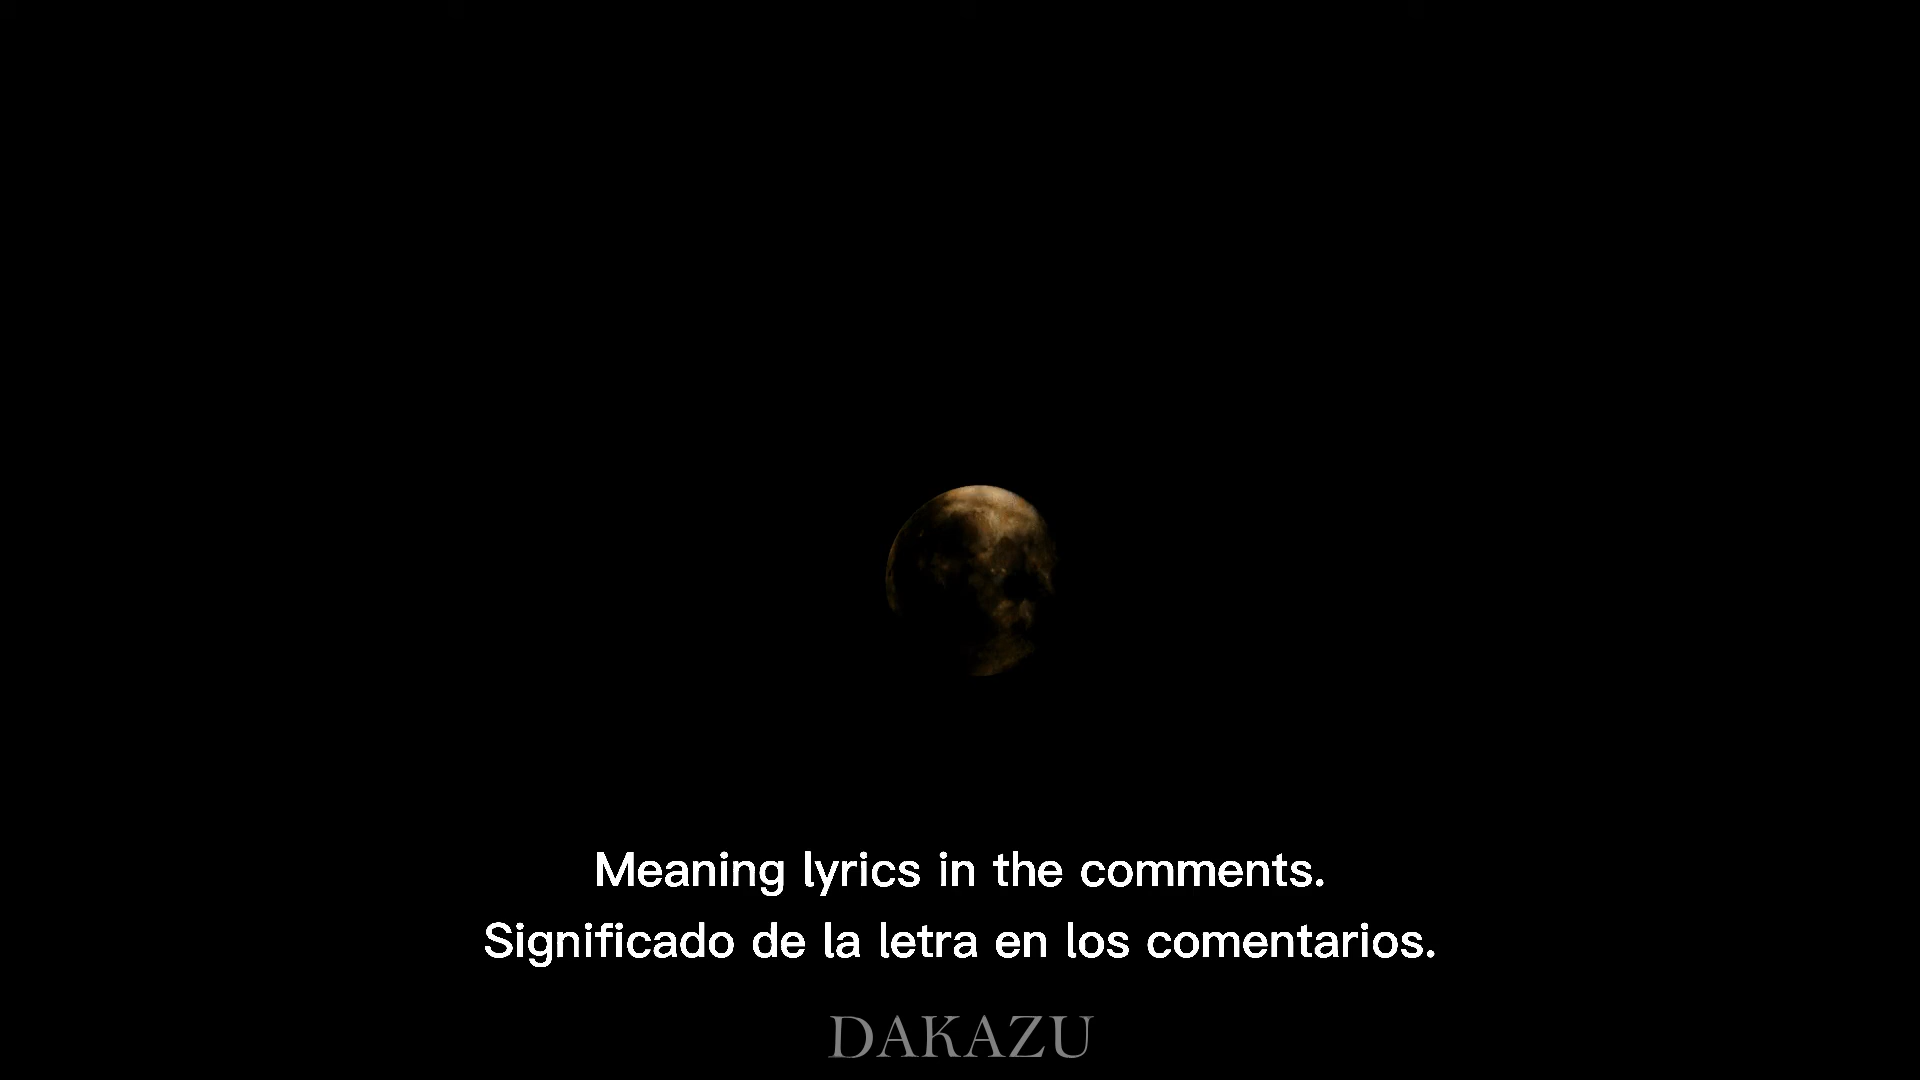 Meaning lyrics in the comments.
Significado de la letra en los comentarios.
DAKAZU